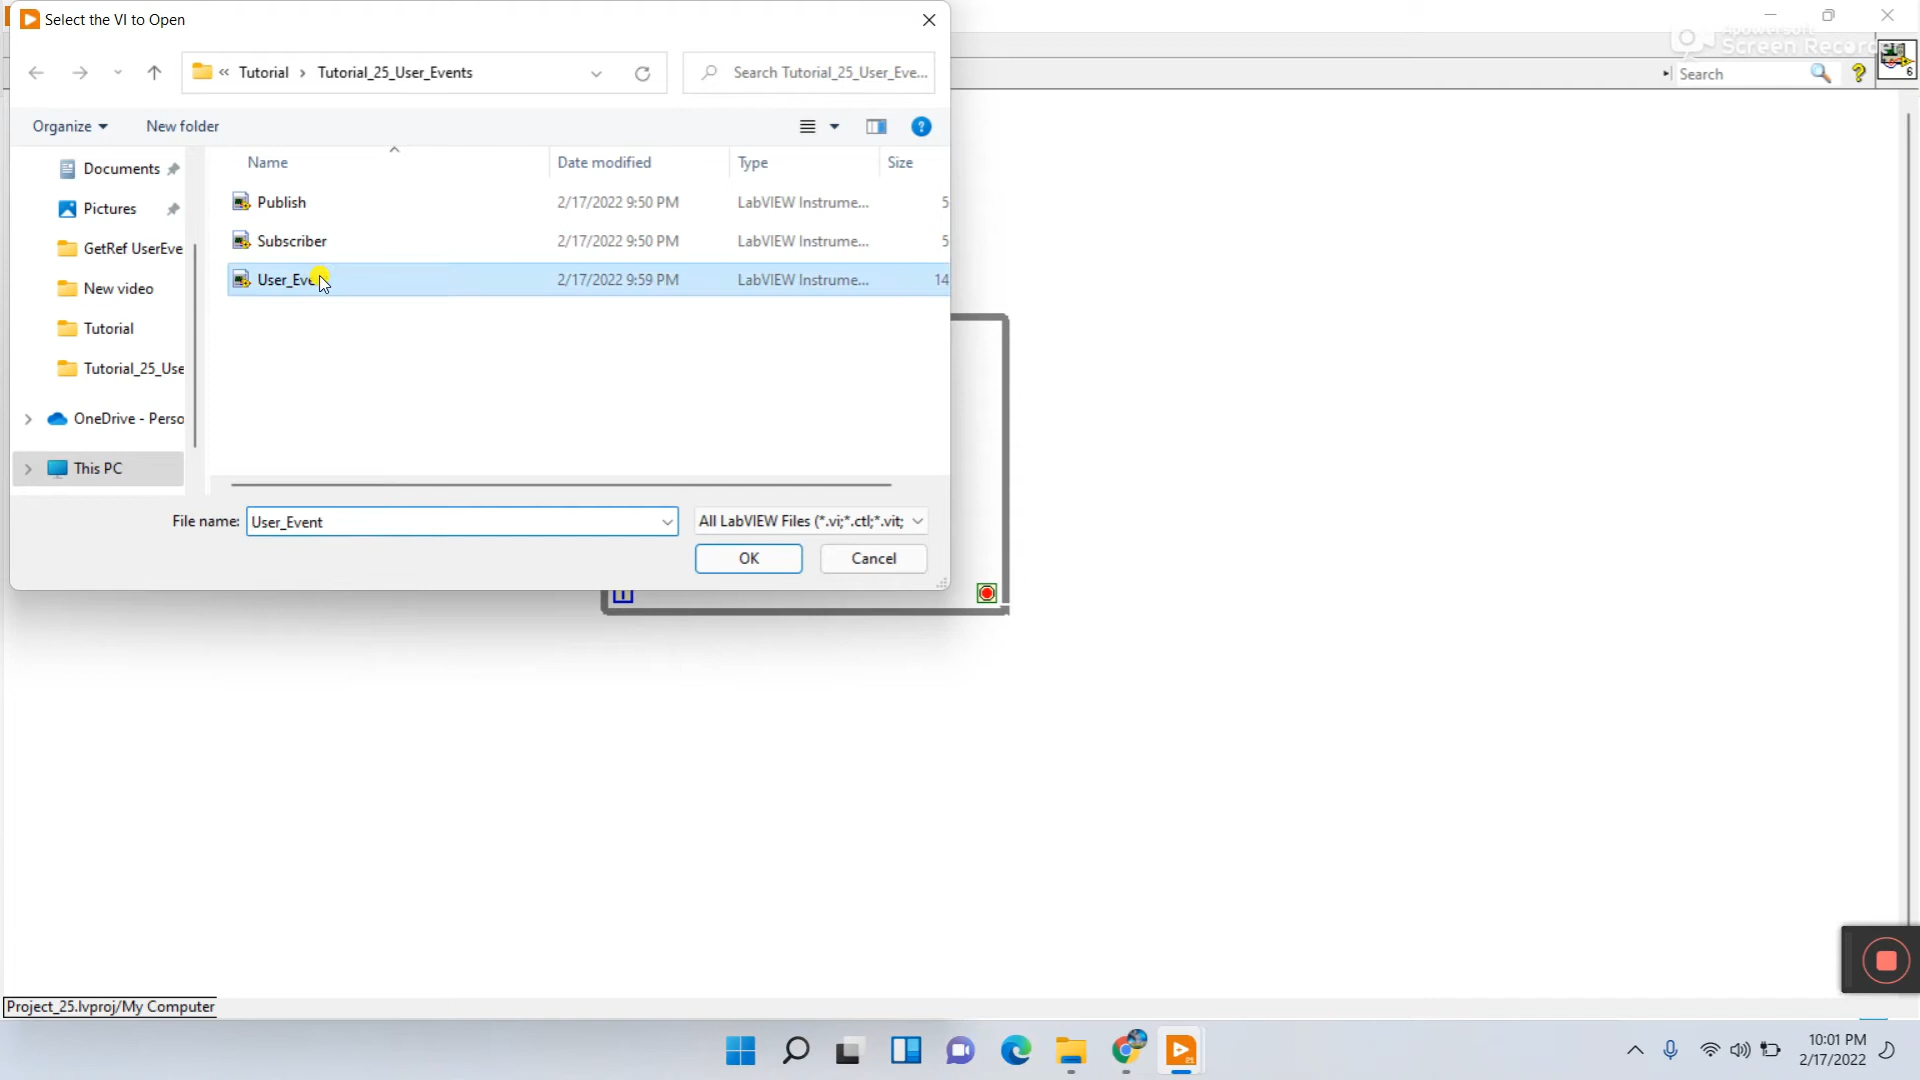 Select the VI to Open
Apowersoft
Screen Recorde
« Tutorial › Tutorial_25_User_Events
Search Tutorial_25_User_Eve...
Search
6
Organize
New folder
Name
Date modified
Type
Size
Documents
Pictures
GetRef UserEve
New video
Tutorial
Tutorial_25_Use
OneDrive - Perso
This PC
Publish 2/17/2022 9:50 PM LabVIEW Instrume... 5
Subscriber 2/17/2022 9:50 PM LabVIEW Instrume... 5
User_Eve 2/17/2022 9:59 PM LabVIEW Instrume... 14
File name: User_Event
All LabVIEW Files (*.vi;*.ctl;*.vit;
OK
Cancel
Project_25.lvproj/My Computer
10:01 PM
2/17/2022